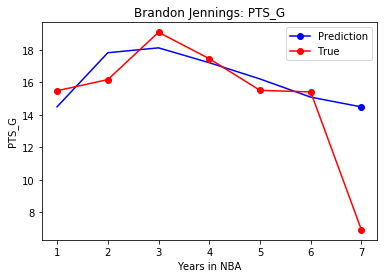 Brandon Jennings: PTS_G
Prediction
True
18
16
14
12
10
8
PTS_G
1 2 3 4 5 6 7
Years in NBA